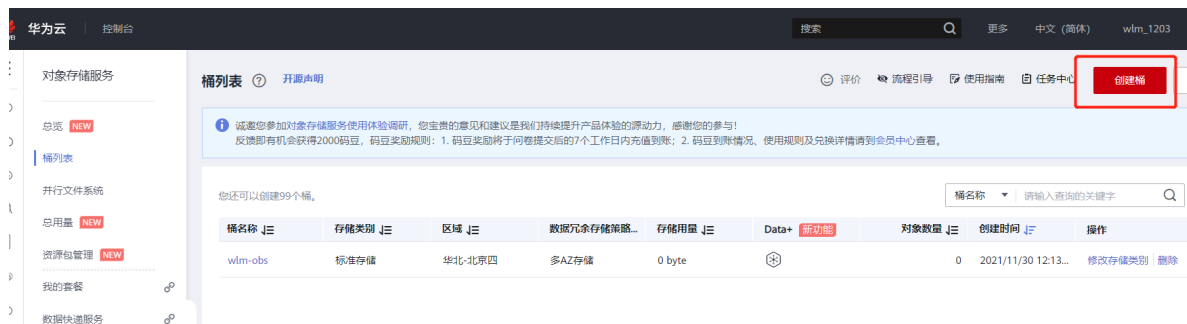 华为云 控制台 搜索 更多 中文 (简体) wlm_1203
对象存储服务
桶列表 开源声明 评价 流程引导 使用指南 任务中心 创建桶
总览 NEW
诚邀您参加对象存储服务使用体验调研，您宝贵的意见和建议是我们持续提升产品体验的源动力，感谢您的参与！
反馈即有机会获得2000码豆，码豆奖励规则：1. 码豆奖励将于问卷提交后的7个工作日内充值到账；2. 码豆到账情况、使用规则及兑换详情请到会员中心查看。
桶列表
并行文件系统
您还可以创建99个桶。 桶名称 请输入查询的关键字
总用量 NEW
桶名称 存储类别 区域 数据冗余存储策略... 存储用量 Data+ 新功能 对象数量 创建时间 操作
资源包管理 NEW
wlm-obs 标准存储 华北-北京四 多AZ存储 0 byte 0 2021/11/30 12:13... 修改存储类别 删除
我的套餐
数据快递服务